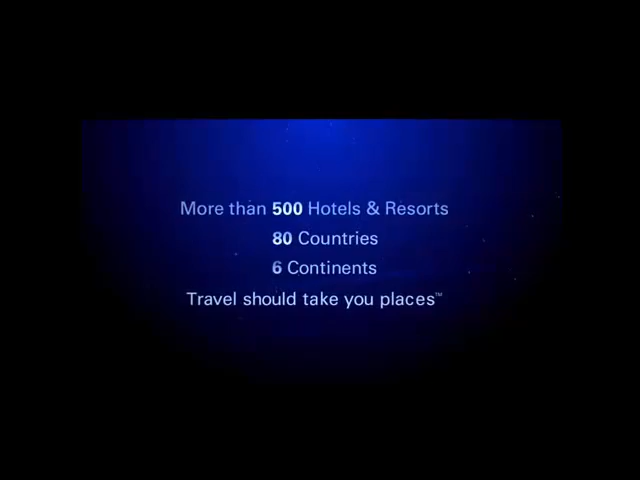 More than 500 Hotels & Resorts
80 Countries
6 Continents
Travel should take you places™